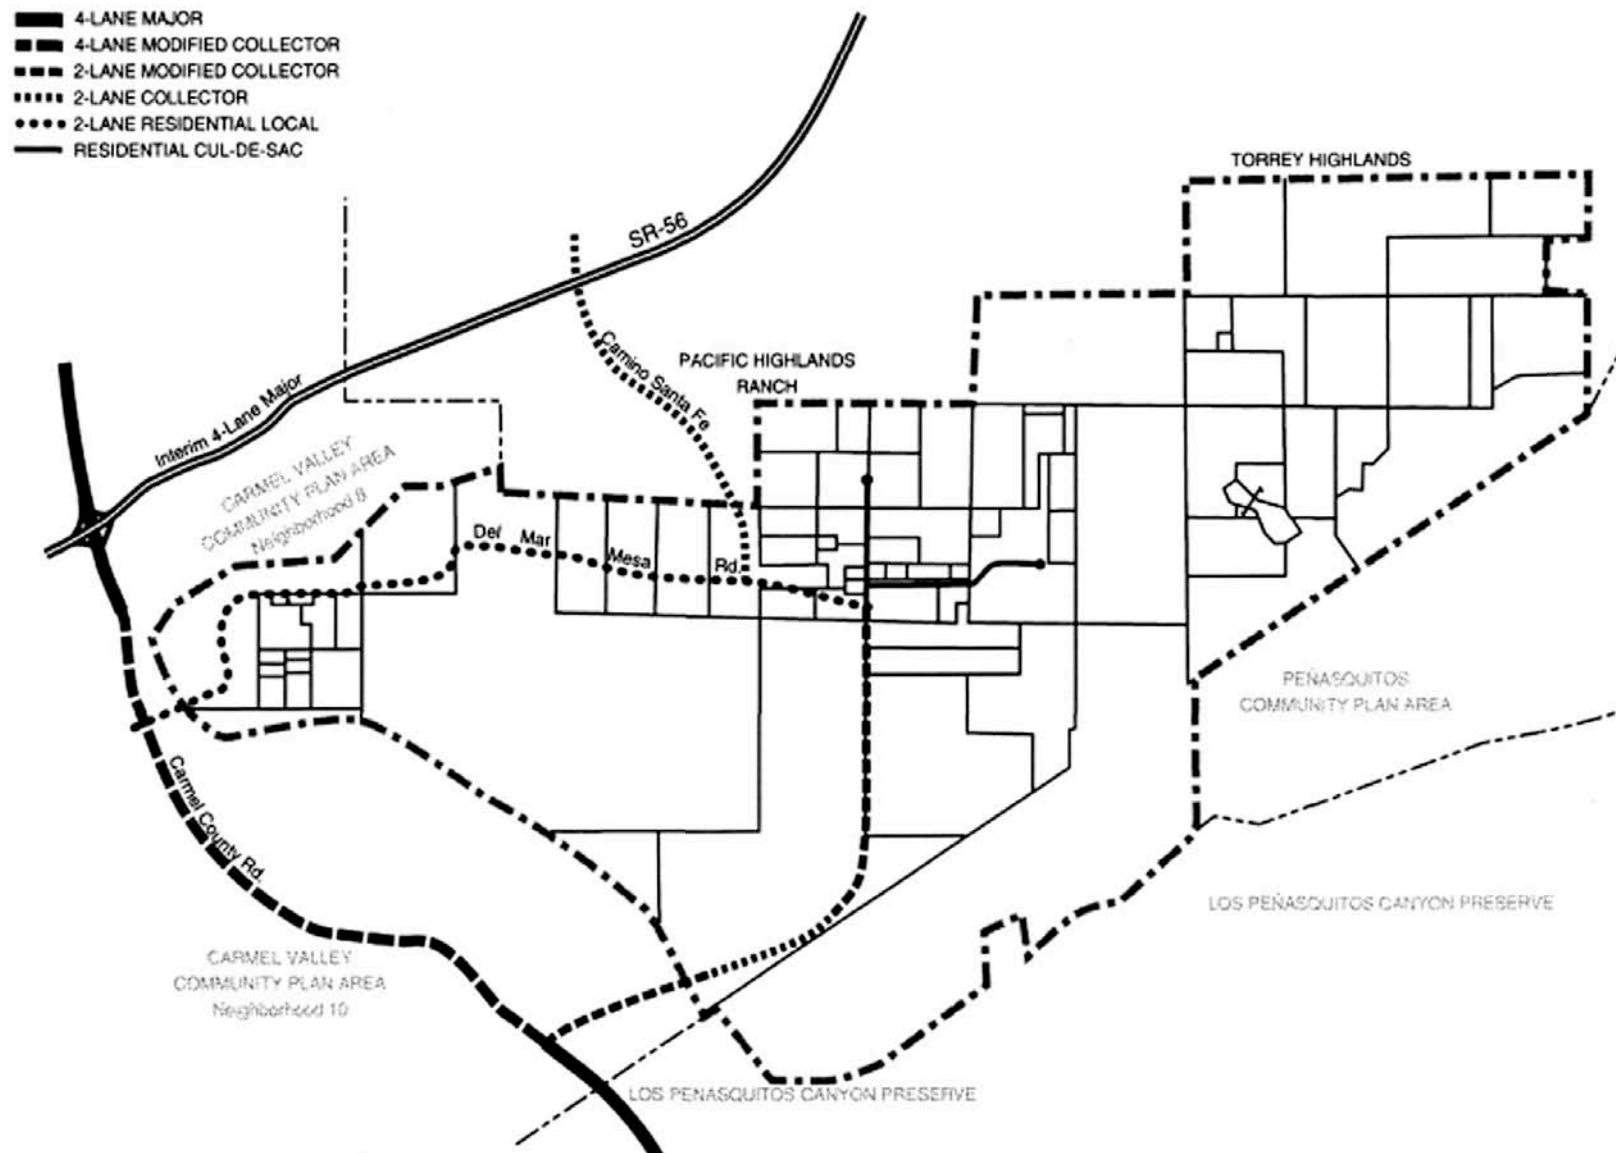 4-LANE MAJOR
4-LANE MODIFIED COLLECTOR
2-LANE MODIFIED COLLECTOR
2-LANE COLLECTOR
2-LANE RESIDENTIAL LOCAL
RESIDENTIAL CUL-DE-SAC
TORREY HIGHLANDS
SR-56
Camino Santa Fe
PACIFIC HIGHLANDS
RANCH
Interim 4-Lane Major
CARMEL VALLEY
COMMUNITY PLAN AREA
Neighborhood 8
Del Mar Mesa Rd.
PEÑASQUITOS
COMMUNITY PLAN AREA
Carmel County Rd.
LOS PEÑASQUITOS CANYON PRESERVE
CARMEL VALLEY
COMMUNITY PLAN AREA
Neighborhood 10
LOS PENASQUITOS CANYON PRESERVE